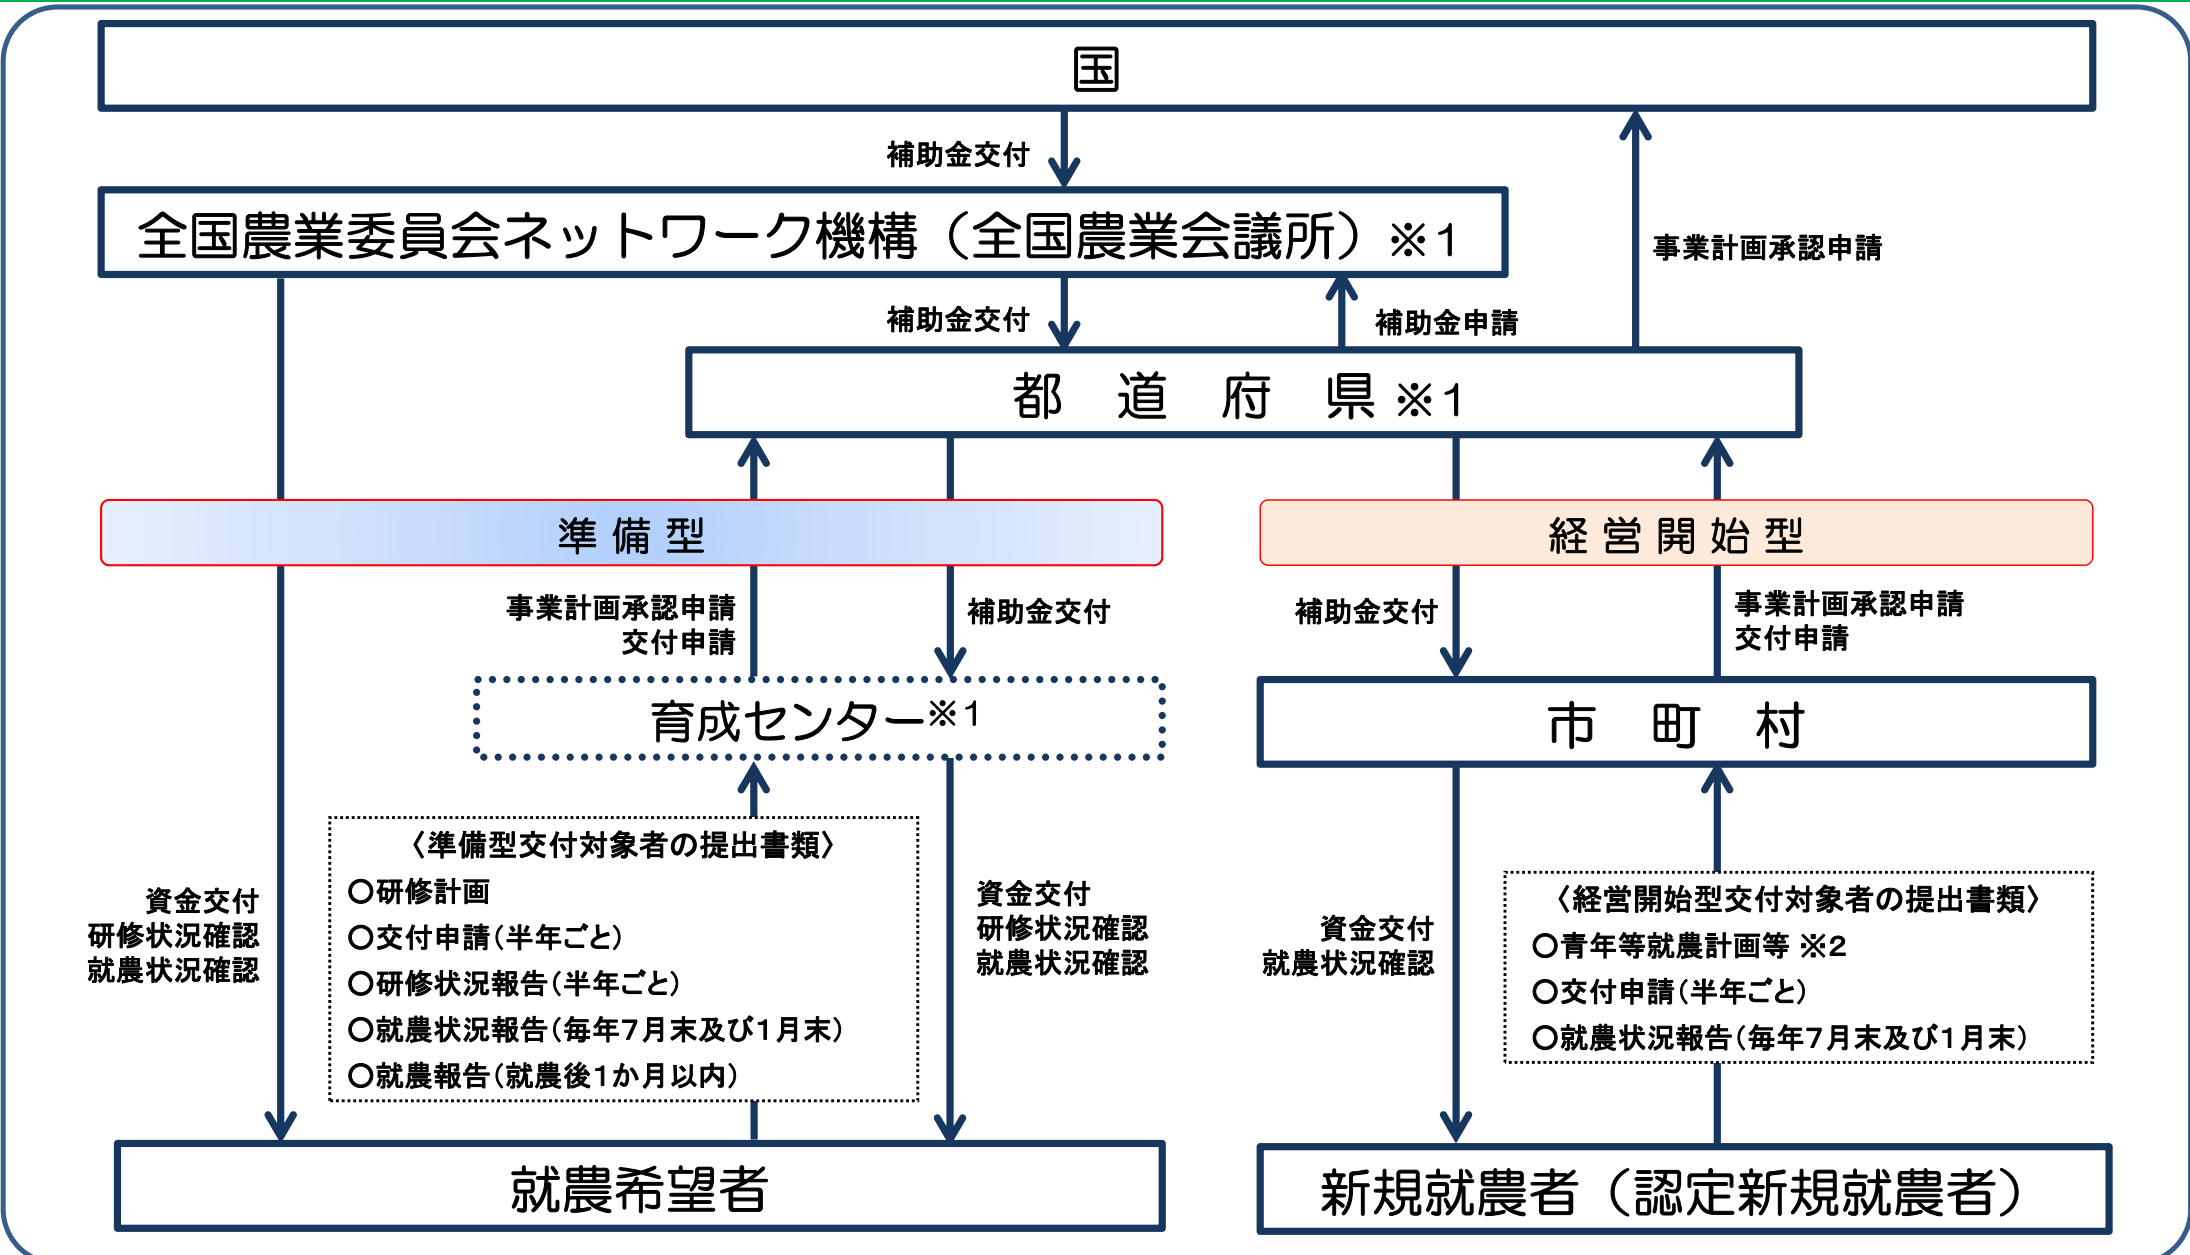 国
補助金交付
全国農業委員会ネットワーク機構（全国農業会議所）※１
事業計画承認申請
補助金交付
補助金申請
都　道　府　県※１
準備型
経営開始型
事業計画承認申請
交付申請
補助金交付
補助金交付
事業計画承認申請
交付申請
育成センター※１
市　町　村
〈準備型交付対象者の提出書類〉
○研修計画
○交付申請（半年ごと）
○研修状況報告（半年ごと）
○就農状況報告（毎年７月末及び１月末）
○就農報告（就農後１か月以内）
資金交付
研修状況確認
就農状況確認
資金交付
研修状況確認
就農状況確認
資金交付
就農状況確認
〈経営開始型交付対象者の提出書類〉
○青年等就農計画等 ※２
○交付申請（半年ごと）
○就農状況報告（毎年７月末及び１月末）
就農希望者
新規就農者（認定新規就農者）